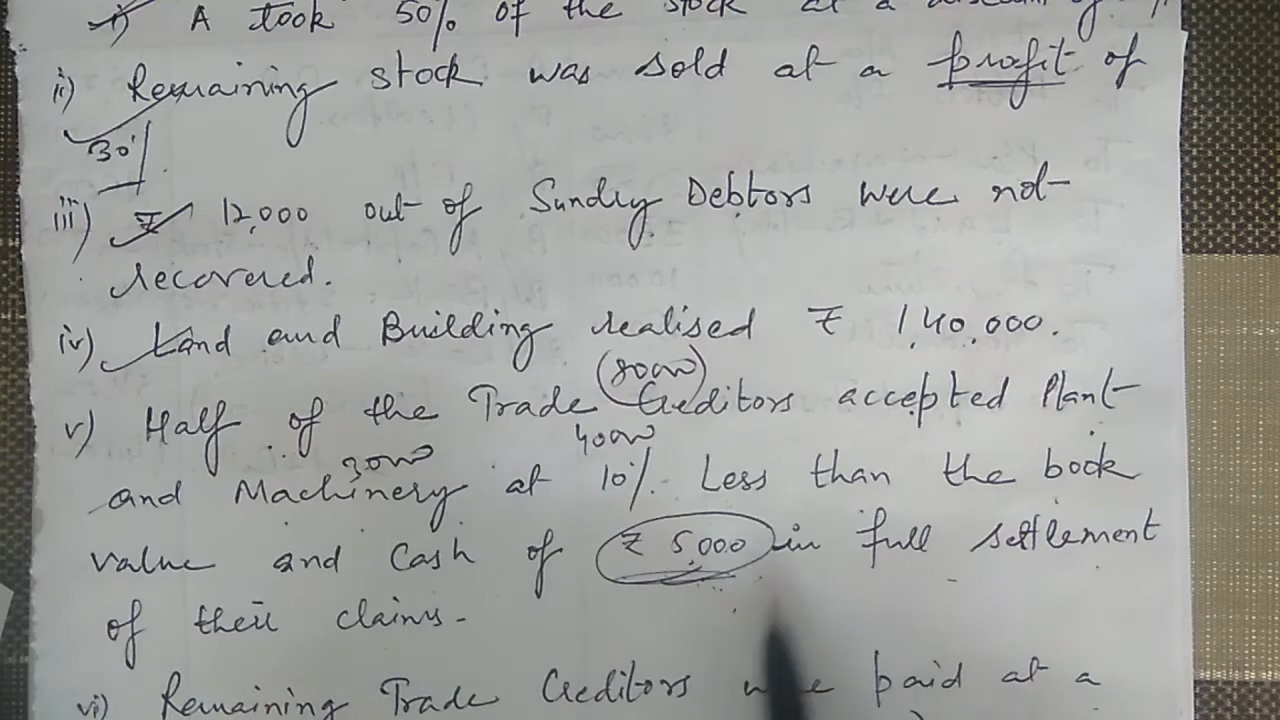 i) A took 50% of the stock at a
ii) Remaining stock was sold at a profit of
30%
iii) ₹ 12,000 out of Sundry Debtors were not
recovered.
iv) Land and Building realised ₹ 1,40,000.
(8000)
v) Half of the Trade Creditors accepted Plant
3000 4000
and Machinery at 10% Less than the book
value and Cash of ₹ 5,000 in full settlement
of their claims.
vi) Remaining Trade Creditors were paid at a